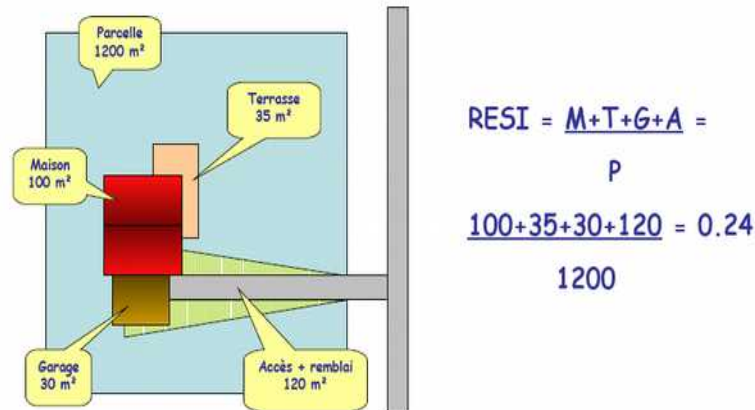 Parcelle
1200 m²
Terrasse
35 m²
Maison
100 m²
Garage
30 m²
Accès + remblai
120 m²
RESI = M+T+G+A =
P
100+35+30+120 = 0.24
1200